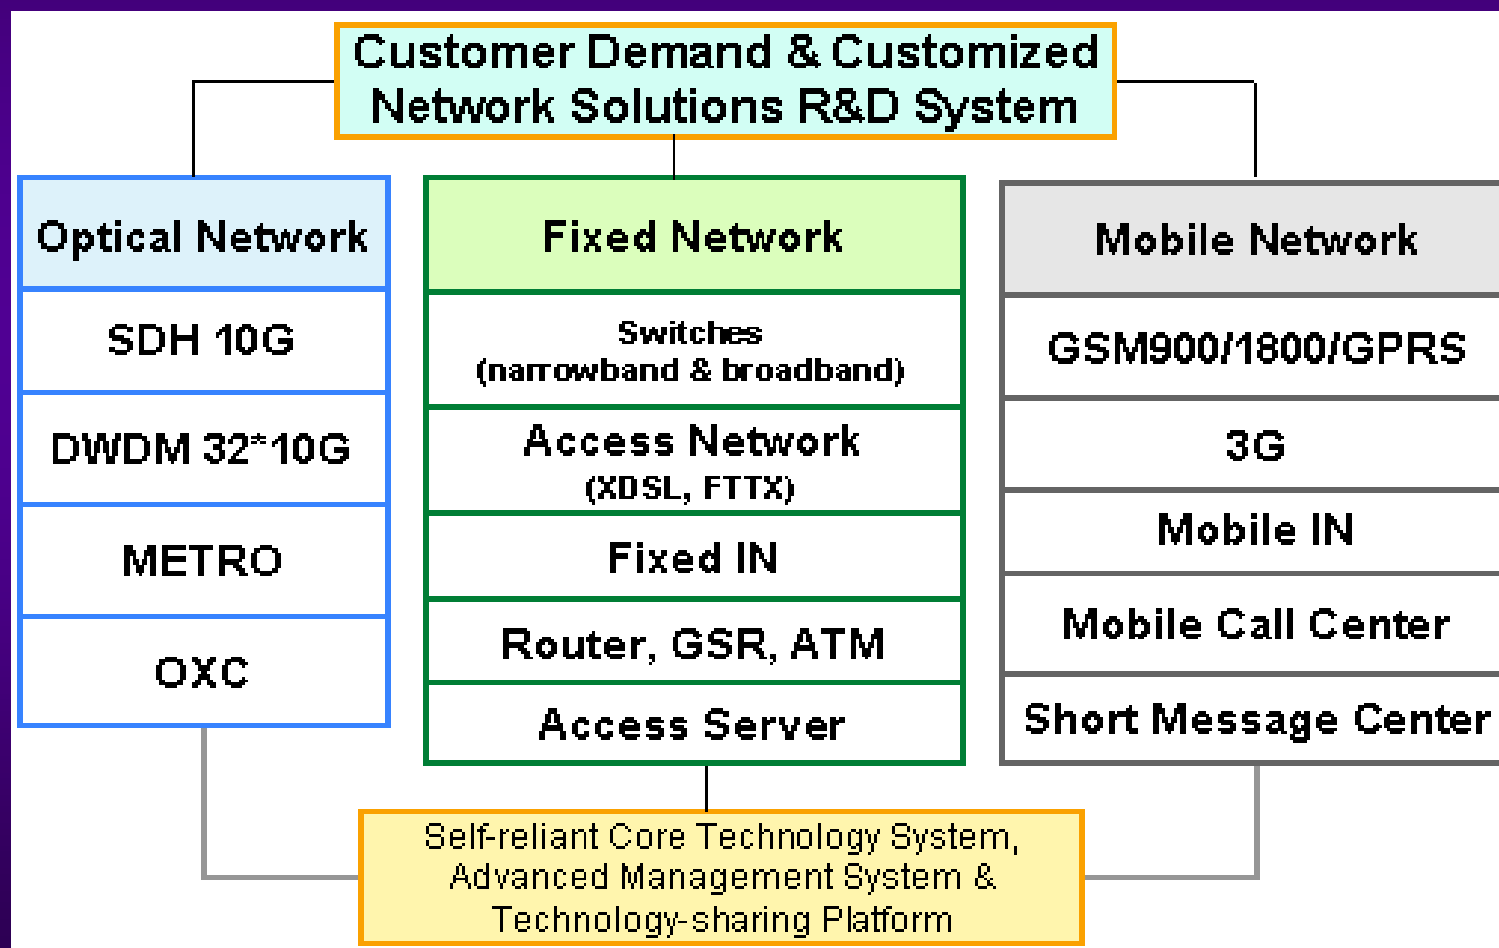 Customer Demand & Customized
Network Solutions R&D System
Optical Network
SDH 10G
DWDM 32*10G
METRO
OXC
Fixed Network
Switches
(narrowband & broadband)
Access Network
(XDSL, FTTX)
Fixed IN
Router, GSR, ATM
Access Server
Mobile Network
GSM900/1800/GPRS
3G
Mobile IN
Mobile Call Center
Short Message Center
Self-reliant Core Technology System,
Advanced Management System &
Technology-sharing Platform